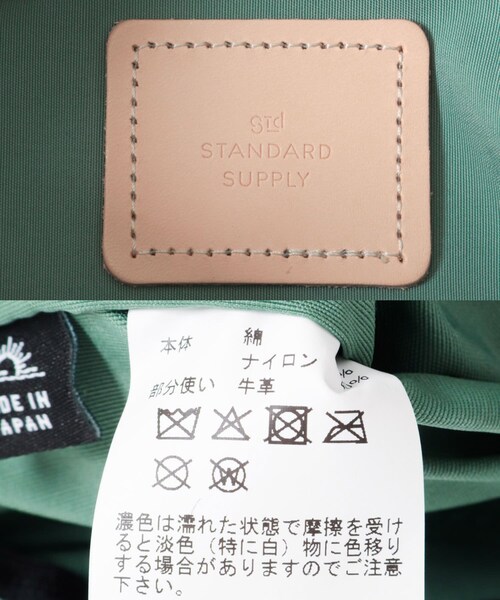 std
STANDARD
SUPPLY
本体 綿
ナイロン
%
%
部分使い 牛革
DE IN
APAN
W
濃色は濡れた状態で摩擦を受け
ると淡色（特に白）物に色移り
する場合がありますのでご注意
下さい。